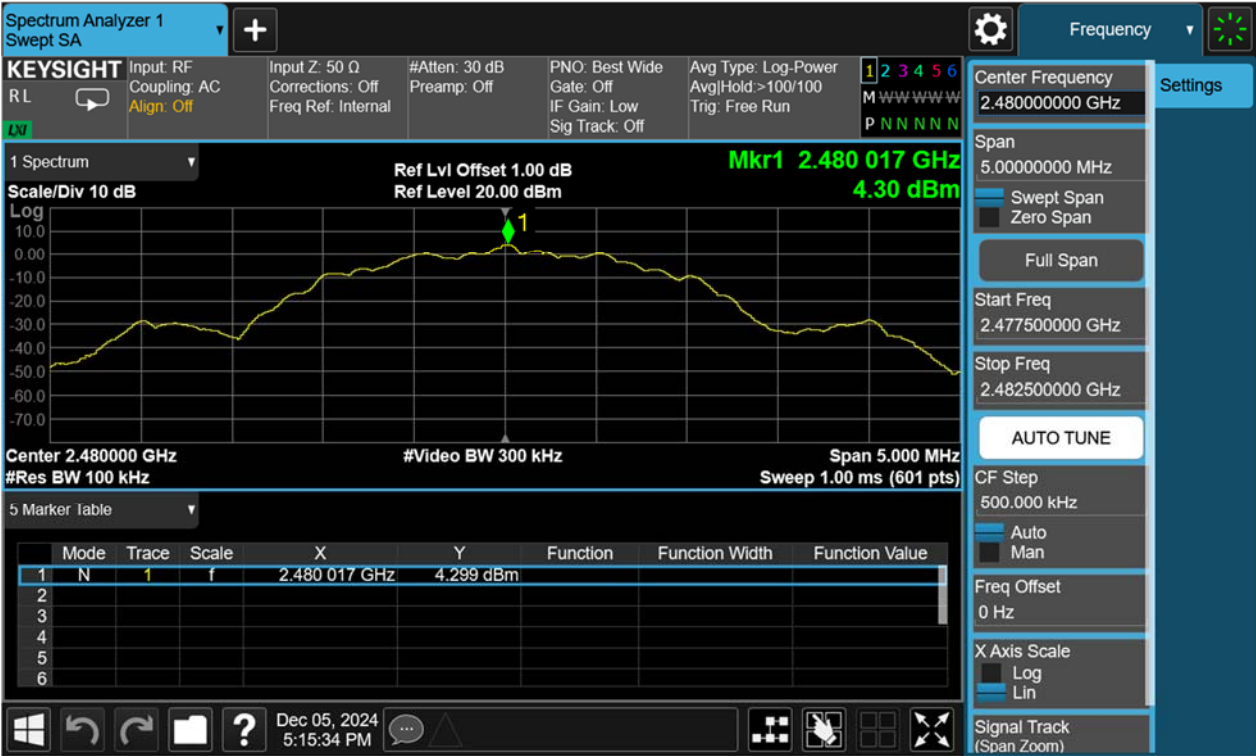 Spectrum Analyzer 1
Swept SA
Frequency
KEYSIGHT
R L
LXI
Input: RF
Coupling: AC
Align: Off
Input Z: 50 Ω
Corrections: Off
Freq Ref: Internal
#Atten: 30 dB
Preamp: Off
PNO: Best Wide
Gate: Off
IF Gain: Low
Sig Track: Off
Avg Type: Log-Power
Avg|Hold:>100/100
Trig: Free Run
1 2 3 4 5 6
M W W W W W
P N N N N N
1 Spectrum
Scale/Div 10 dB
Ref Lvl Offset 1.00 dB
Ref Level 20.00 dBm
Mkr1 2.480 017 GHz
4.30 dBm
Log
1
10.0
0.00
-10.0
-20.0
-30.0
-40.0
-50.0
-60.0
-70.0
Center 2.480000 GHz
#Video BW 300 kHz
Span 5.000 MHz
#Res BW 100 kHz
Sweep 1.00 ms (601 pts)
5 Marker Table
Mode Trace Scale X Y Function Function Width Function Value
1 N 1 f 2.480 017 GHz 4.299 dBm
2
3
4
5
6
Dec 05, 2024
5:15:34 PM
Center Frequency
2.480000000 GHz
Settings
Span
5.00000000 MHz
Swept Span
Zero Span
Full Span
Start Freq
2.477500000 GHz
Stop Freq
2.482500000 GHz
AUTO TUNE
CF Step
500.000 kHz
Auto
Man
Freq Offset
0 Hz
X Axis Scale
Log
Lin
Signal Track
(Span Zoom)